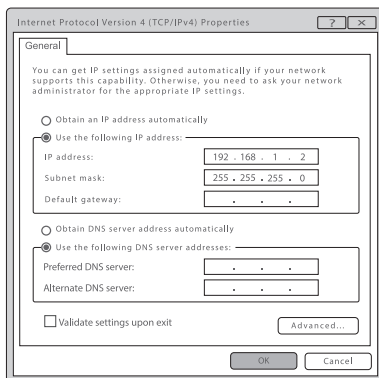 Internet Protocol Version 4 (TCP/IPv4) Properties ? ×
General
You can get IP settings assigned automatically if your network
supports this capability. Otherwise, you need to ask your network
administrator for the appropriate IP settings.
Obtain an IP address automatically
Use the following IP address:
IP address: 192 . 168 . 1 . 2
Subnet mask: 255 . 255 . 255 . 0
Default gateway: . . .
Obtain DNS server address automatically
Use the following DNS server addresses:
Preferred DNS server: . . .
Alternate DNS server: . . .
Validate settings upon exit
Advanced...
OK Cancel